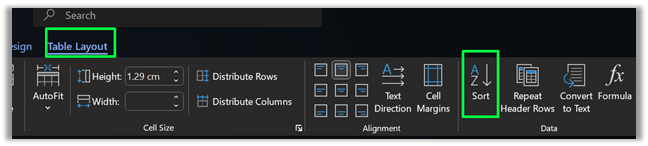 Search
sign
Table Layout
AutoFit
Height: 1.29 cm
Width:
Distribute Rows
Distribute Columns
Cell Size
Text
Direction
Cell
Margins
Alignment
A
Z
Sort
Repeat
Header Rows
Convert
to Text
fx
Formula
Data